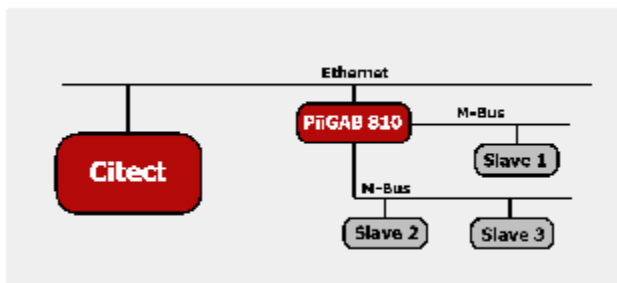 Ethernet
PiiGAB 810
M-Bus
Citect
Slave 1
M-Bus
Slave 2
Slave 3